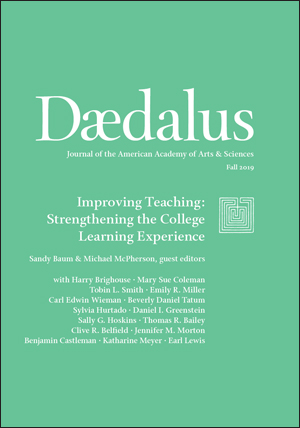 Dædalus
Journal of the American Academy of Arts & Sciences
Fall 2019
Improving Teaching:
Strengthening the College
Learning Experience
Sandy Baum & Michael McPherson, guest editors
with Harry Brighouse · Mary Sue Coleman
Tobin L. Smith · Emily R. Miller
Carl Edwin Wieman · Beverly Daniel Tatum
Sylvia Hurtado · Daniel I. Greenstein
Sally G. Hoskins · Thomas R. Bailey
Clive R. Belfield · Jennifer M. Morton
Benjamin Castleman · Katharine Meyer · Earl Lewis